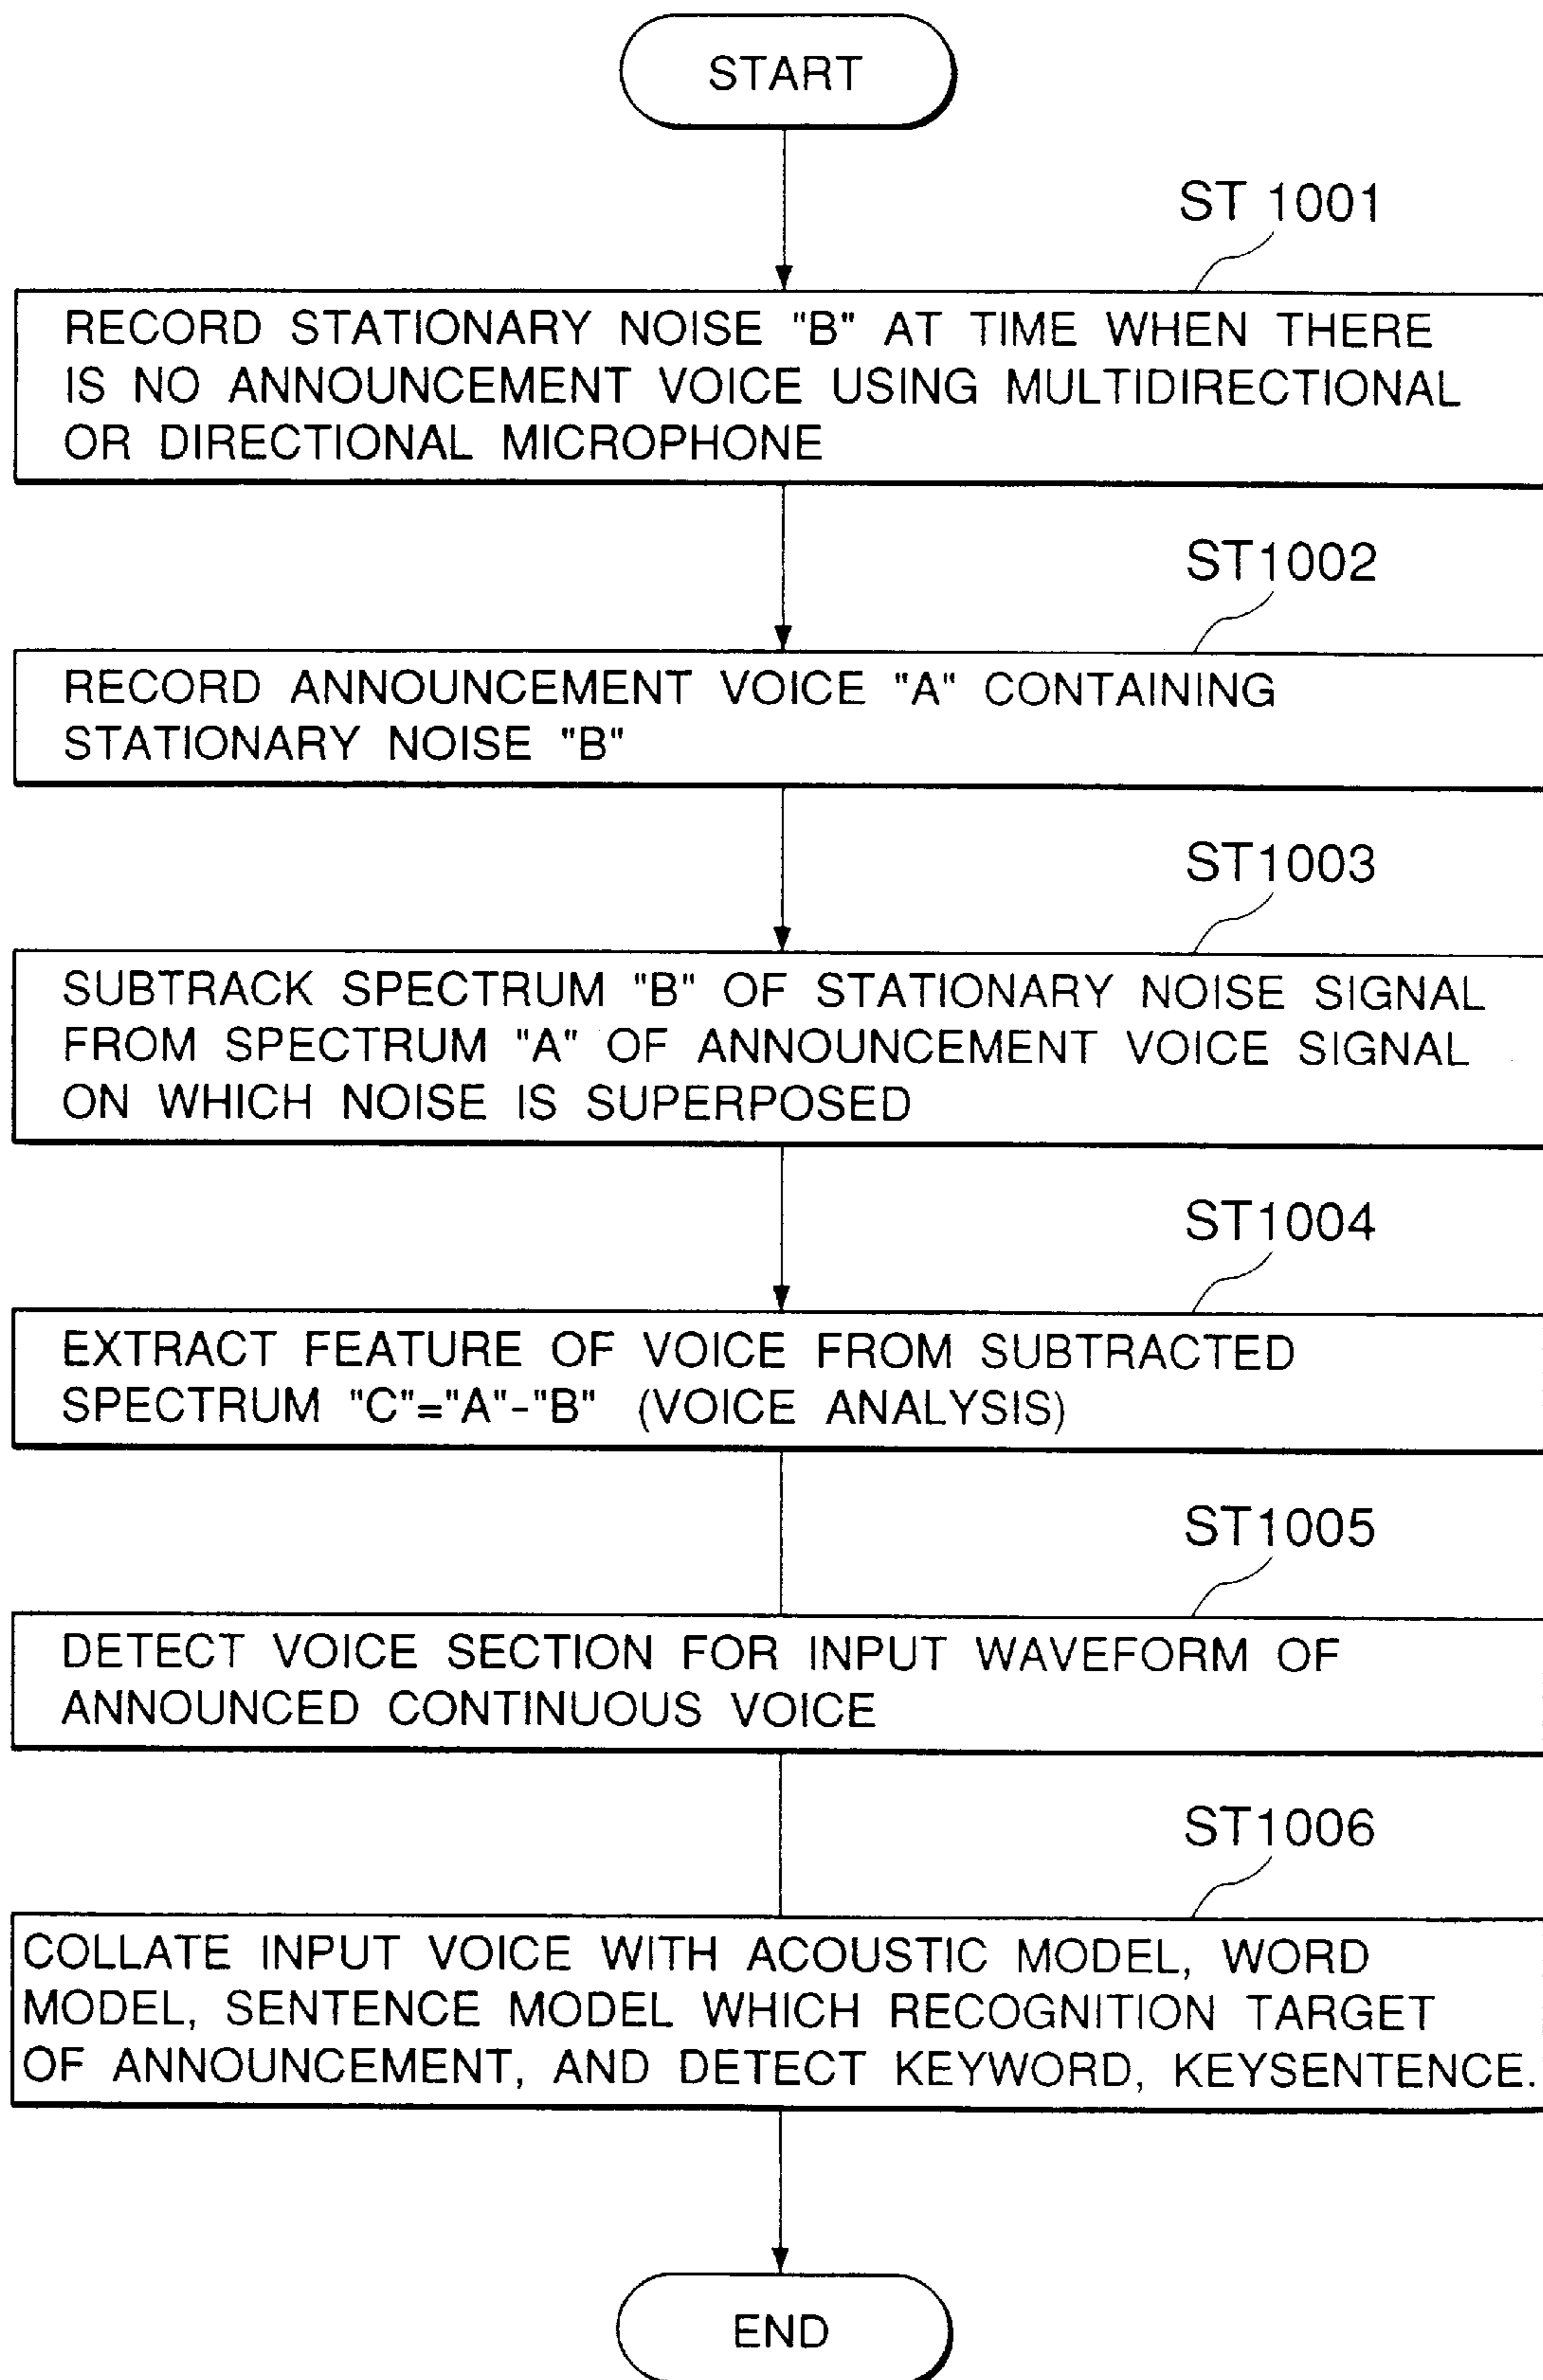 START
ST 1001
RECORD STATIONARY NOISE "B" AT TIME WHEN THERE
IS NO ANNOUNCEMENT VOICE USING MULTIDIRECTIONAL
OR DIRECTIONAL MICROPHONE
ST1002
RECORD ANNOUNCEMENT VOICE "A" CONTAINING
STATIONARY NOISE "B"
ST1003
SUBTRACK SPECTRUM "B" OF STATIONARY NOISE SIGNAL
FROM SPECTRUM "A" OF ANNOUNCEMENT VOICE SIGNAL
ON WHICH NOISE IS SUPERPOSED
ST1004
EXTRACT FEATURE OF VOICE FROM SUBTRACTED
SPECTRUM "C"="A"-"B" (VOICE ANALYSIS)
ST1005
DETECT VOICE SECTION FOR INPUT WAVEFORM OF
ANNOUNCED CONTINUOUS VOICE
ST1006
COLLATE INPUT VOICE WITH ACOUSTIC MODEL, WORD
MODEL, SENTENCE MODEL WHICH RECOGNITION TARGET
OF ANNOUNCEMENT, AND DETECT KEYWORD, KEYSENTENCE.
END